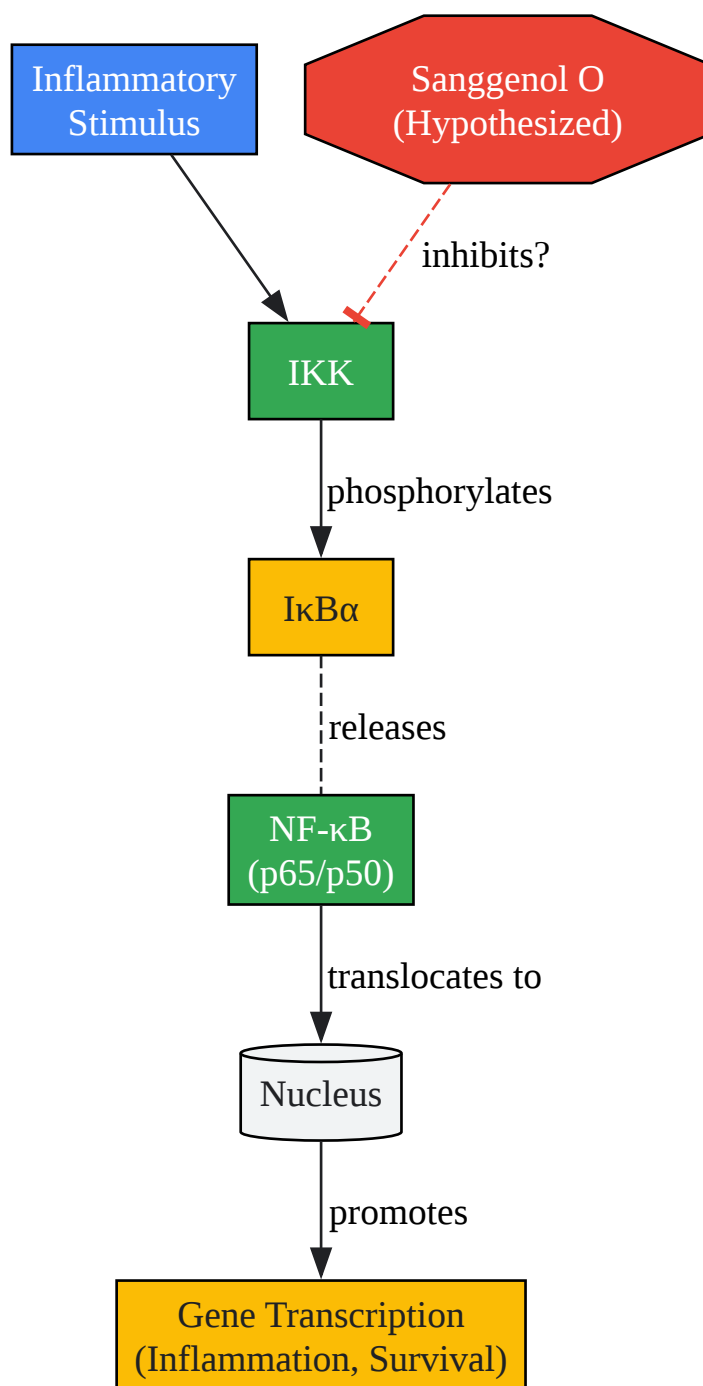 Inflammatory
Stimulus
Sanggenol O
(Hypothesized)
inhibits?
IKK
phosphorylates
IκBα
releases
NF-κB
(p65/p50)
translocates to
Nucleus
promotes
Gene Transcription
(Inflammation, Survival)